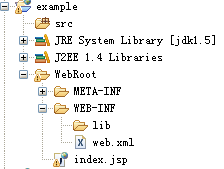 example
src
JRE System Library [jdk1.5]
J2EE 1.4 Libraries
WebRoot
META-INF
WEB-INF
lib
web.xml
index.jsp